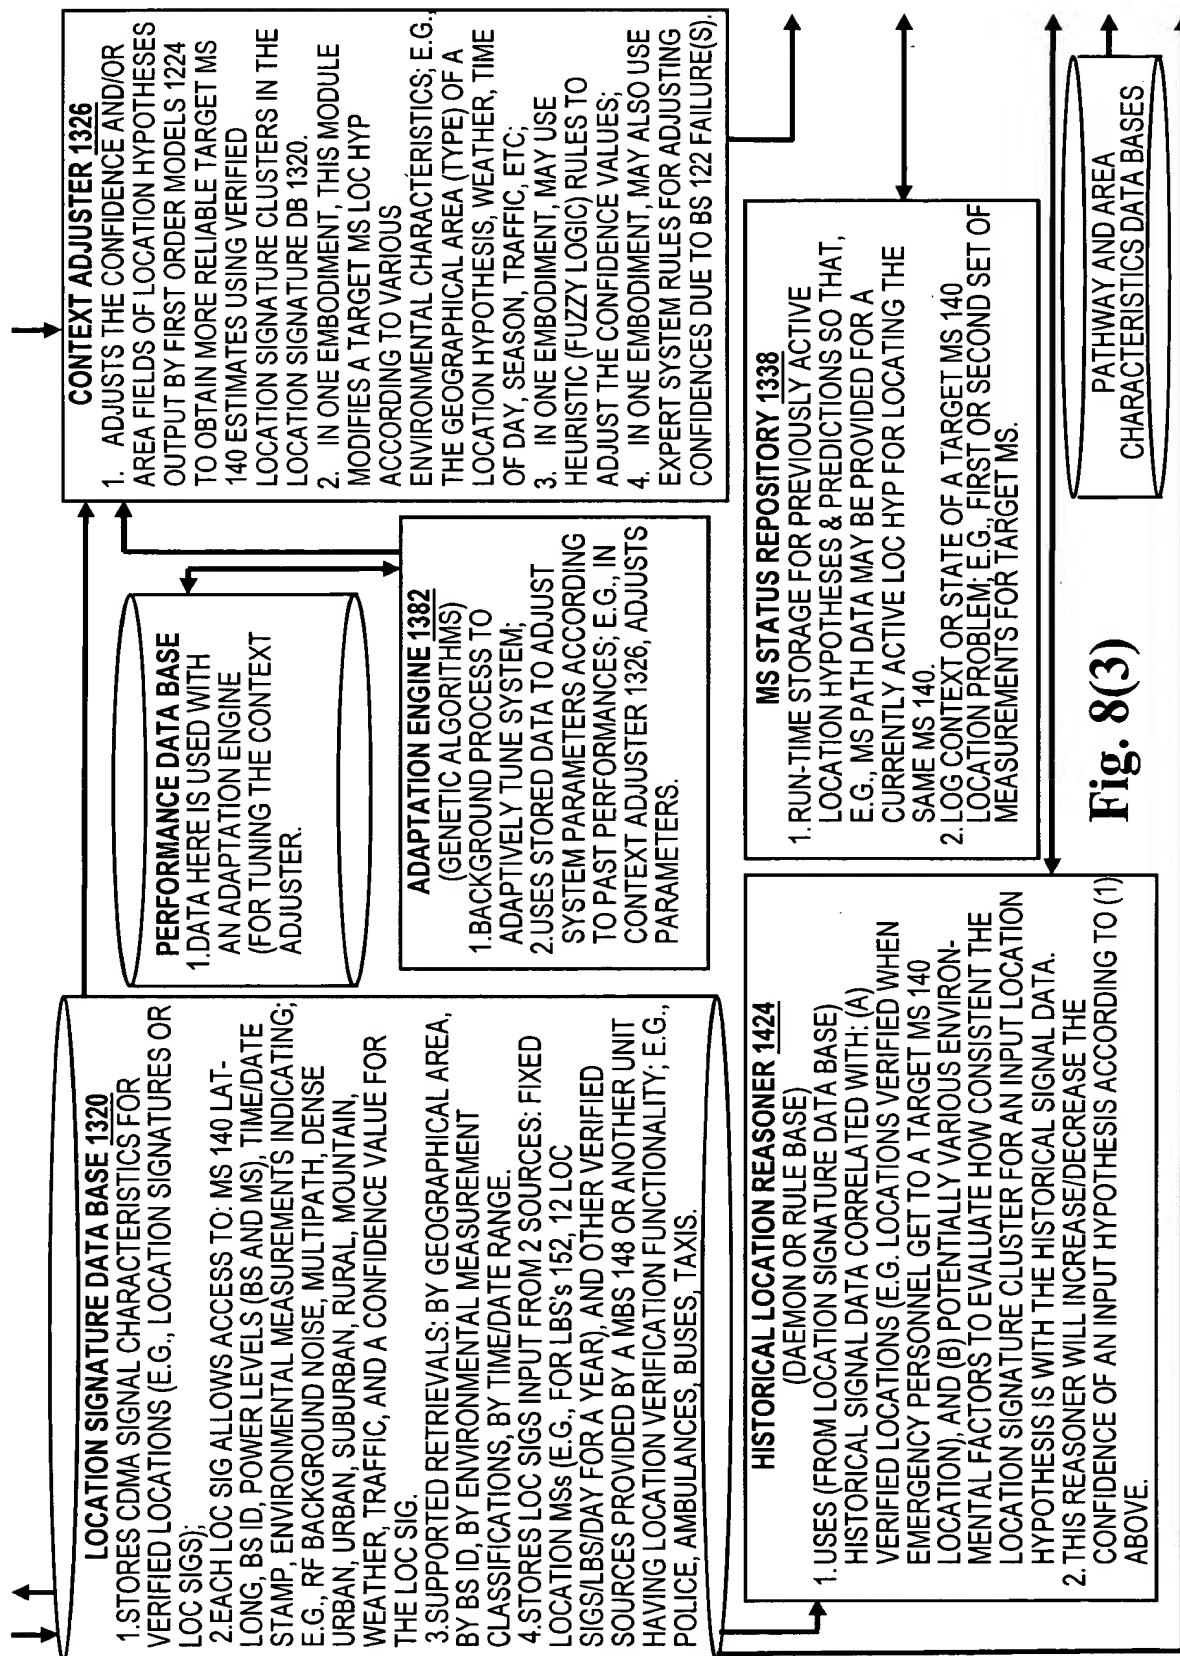 LOCATION SIGNATURE DATA BASE 1320
1.STORES CDMA SIGNAL CHARACTERISTICS FOR
VERIFIED LOCATIONS (E.G., LOCATION SIGNATURES OR
LOC SIGS);
2.EACH LOC SIG ALLOWS ACCESS TO: MS 140 LAT-
LONG, BS ID, POWER LEVELS (BS AND MS), TIME/DATE
STAMP, ENVIRONMENTAL MEASUREMENTS INDICATING;
E.G., RF BACKGROUND NOISE, MULTIPATH, DENSE
URBAN, URBAN, SUBURBAN, RURAL, MOUNTAIN,
WEATHER, TRAFFIC, AND A CONFIDENCE VALUE FOR
THE LOC SIG.
3.SUPPORTED RETRIEVALS: BY GEOGRAPHICAL AREA,
BY BS ID, BY ENVIRONMENTAL MEASUREMENT
CLASSIFICATIONS, BY TIME/DATE RANGE.
4.STORES LOC SIGS INPUT FROM 2 SOURCES: FIXED
LOCATION MSs (E.G., FOR LBS's 152, 12 LOC
SIGS/LBS/DAY FOR A YEAR), AND OTHER VERIFIED
SOURCES PROVIDED BY A MBS 148 OR ANOTHER UNIT
HAVING LOCATION VERIFICATION FUNCTIONALITY; E.G.,
POLICE, AMBULANCES, BUSES, TAXIS.
PERFORMANCE DATA BASE
1.DATA HERE IS USED WITH
AN ADAPTATION ENGINE
(FOR TUNING THE CONTEXT
ADJUSTER.
ADAPTATION ENGINE 1382
(GENETIC ALGORITHMS)
1.BACKGROUND PROCESS TO
ADAPTIVELY TUNE SYSTEM;
2.USES STORED DATA TO ADJUST
SYSTEM PARAMETERS ACCORDING
TO PAST PERFORMANCES; E.G., IN
CONTEXT ADJUSTER 1326, ADJUSTS
PARAMETERS.
CONTEXT ADJUSTER 1326
1. ADJUSTS THE CONFIDENCE AND/OR
AREA FIELDS OF LOCATION HYPOTHESES
OUTPUT BY FIRST ORDER MODELS 1224
TO OBTAIN MORE RELIABLE TARGET MS
140 ESTIMATES USING VERIFIED
LOCATION SIGNATURE CLUSTERS IN THE
LOCATION SIGNATURE DB 1320.
2. IN ONE EMBODIMENT, THIS MODULE
MODIFIES A TARGET MS LOC HYP
ACCORDING TO VARIOUS
ENVIRONMENTAL CHARACTERISTICS; E.G.,
THE GEOGRAPHICAL AREA (TYPE) OF A
LOCATION HYPOTHESIS, WEATHER, TIME
OF DAY, SEASON, TRAFFIC, ETC;
3. IN ONE EMBODIMENT, MAY USE
HEURISTIC (FUZZY LOGIC) RULES TO
ADJUST THE CONFIDENCE VALUES;
4. IN ONE EMBODIMENT, MAY ALSO USE
EXPERT SYSTEM RULES FOR ADJUSTING
CONFIDENCES DUE TO BS 122 FAILURE(S).
HISTORICAL LOCATION REASONER 1424
(DAEMON OR RULE BASE)
1. USES (FROM LOCATION SIGNATURE DATA BASE)
HISTORICAL SIGNAL DATA CORRELATED WITH: (A)
VERIFIED LOCATIONS (E.G. LOCATIONS VERIFIED WHEN
EMERGENCY PERSONNEL GET TO A TARGET MS 140
LOCATION), AND (B) POTENTIALLY VARIOUS ENVIRON-
MENTAL FACTORS TO EVALUATE HOW CONSISTENT THE
LOCATION SIGNATURE CLUSTER FOR AN INPUT LOCATION
HYPOTHESIS IS WITH THE HISTORICAL SIGNAL DATA.
2. THIS REASONER WILL INCREASE/DECREASE THE
CONFIDENCE OF AN INPUT HYPOTHESIS ACCORDING TO (1)
ABOVE.
MS STATUS REPOSITORY 1338
1. RUN-TIME STORAGE FOR PREVIOUSLY ACTIVE
LOCATION HYPOTHESES & PREDICTIONS SO THAT,
E.G., MS PATH DATA MAY BE PROVIDED FOR A
CURRENTLY ACTIVE LOC HYP FOR LOCATING THE
SAME MS 140.
2. LOG CONTEXT OR STATE OF A TARGET MS 140
LOCATION PROBLEM; E.G., FIRST OR SECOND SET OF
MEASUREMENTS FOR TARGET MS.
PATHWAY AND AREA
CHARACTERISTICS DATA BASES
Fig. 8(3)